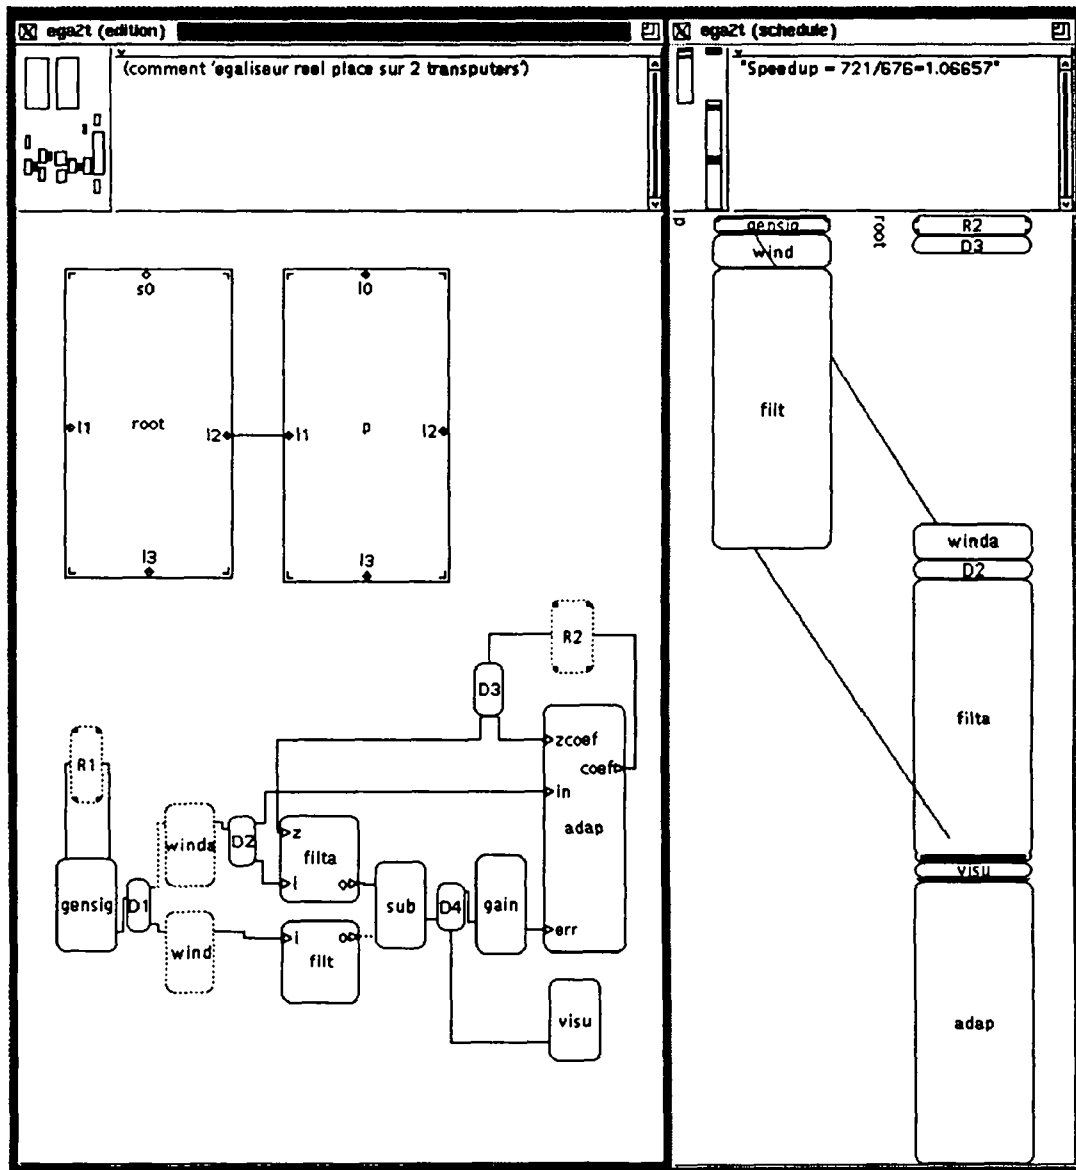 ega2t (edition)
(comment 'egaliseur reel place sur 2 transputers')
s0
l1
root
l2
l3
l0
l1
p
l2
l3
R2
D3
R1
zcoef
coef
in
adap
winda
D2
z
filta
i
o
gensig
D1
sub
D4
gain
wind
i
o
filt
err
visu
ega2t (schedule)
"Speedup = 721/676=1.06657"
p
gensig
root
R2
wind
D3
filt
winda
D2
filta
visu
adap